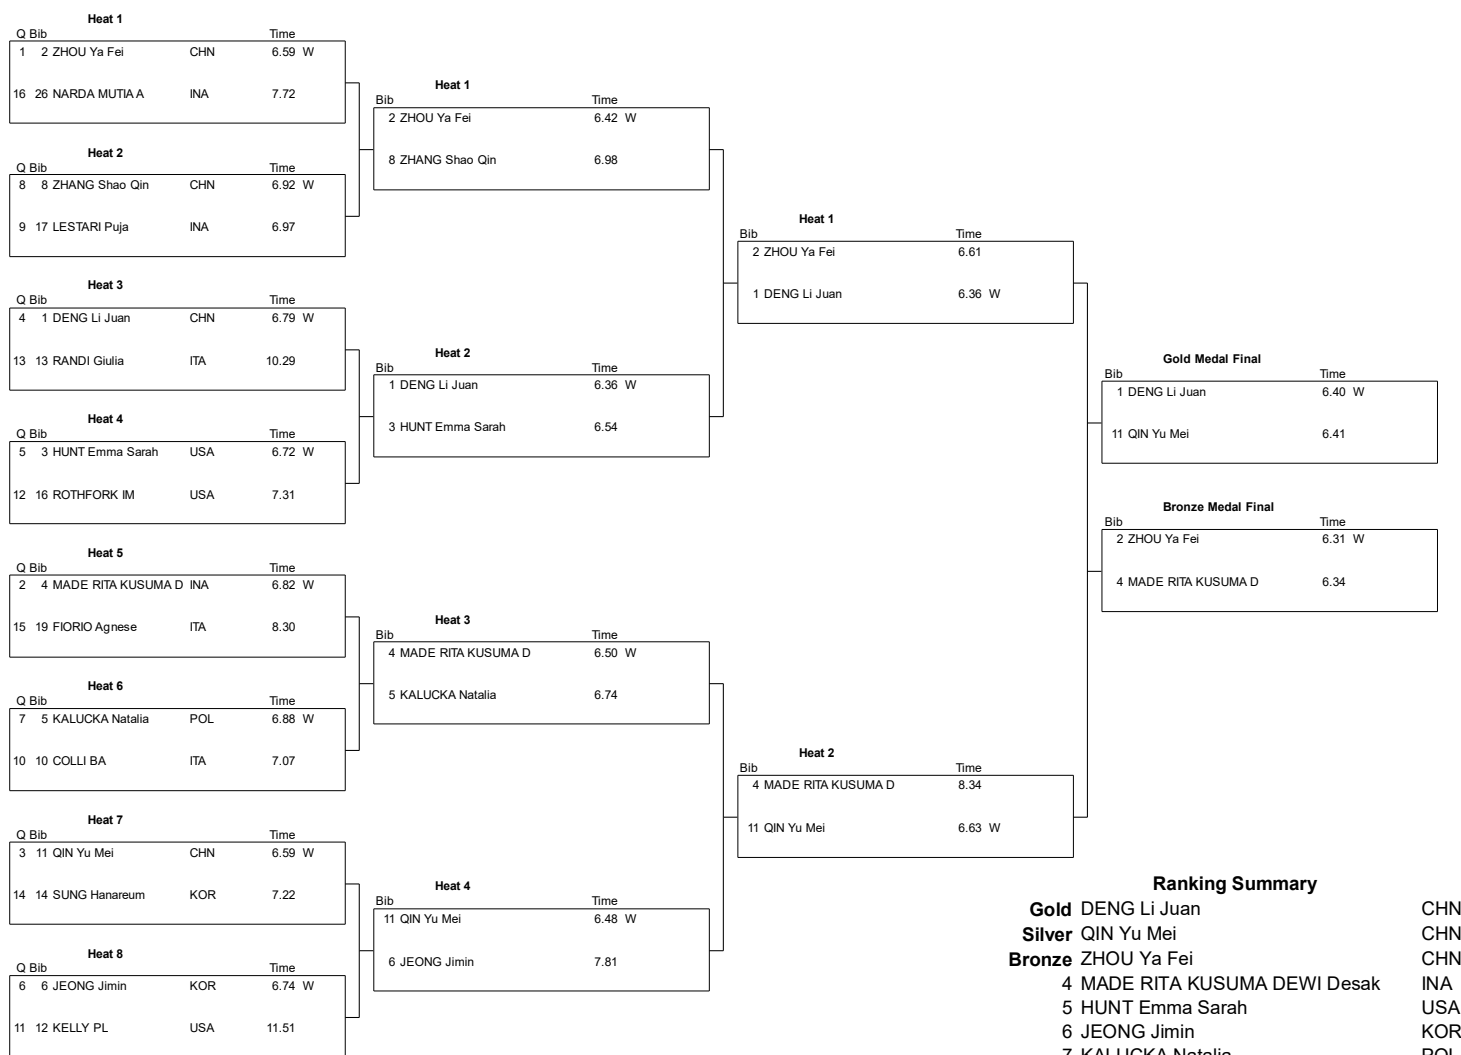 Heat 1
Q Bib Time
1 2 ZHOU Ya Fei CHN 6.59 W
16 26 NARDA MUTIA A INA 7.72
Heat 2
Q Bib Time
8 8 ZHANG Shao Qin CHN 6.92 W
9 17 LESTARI Puja INA 6.97
Heat 3
Q Bib Time
4 1 DENG Li Juan CHN 6.79 W
13 13 RANDI Giulia ITA 10.29
Heat 4
Q Bib Time
5 3 HUNT Emma Sarah USA 6.72 W
12 16 ROTHFORK IM USA 7.31
Heat 5
Q Bib Time
2 4 MADE RITA KUSUMA D INA 6.82 W
15 19 FIORIO Agnese ITA 8.30
Heat 6
Q Bib Time
7 5 KALUCKA Natalia POL 6.88 W
10 10 COLLI BA ITA 7.07
Heat 7
Q Bib Time
3 11 QIN Yu Mei CHN 6.59 W
14 14 SUNG Hanareum KOR 7.22
Heat 8
Q Bib Time
6 6 JEONG Jimin KOR 6.74 W
11 12 KELLY PL USA 11.51
Heat 1
Bib Time
2 ZHOU Ya Fei 6.42 W
8 ZHANG Shao Qin 6.98
Heat 2
Bib Time
1 DENG Li Juan 6.36 W
3 HUNT Emma Sarah 6.54
Heat 3
Bib Time
4 MADE RITA KUSUMA D 6.50 W
5 KALUCKA Natalia 6.74
Heat 4
Bib Time
11 QIN Yu Mei 6.48 W
6 JEONG Jimin 7.81
Heat 1
Bib Time
2 ZHOU Ya Fei 6.61
1 DENG Li Juan 6.36 W
Heat 2
Bib Time
4 MADE RITA KUSUMA D 8.34
11 QIN Yu Mei 6.63 W
Gold Medal Final
Bib Time
1 DENG Li Juan 6.40 W
11 QIN Yu Mei 6.41
Bronze Medal Final
Bib Time
2 ZHOU Ya Fei 6.31 W
4 MADE RITA KUSUMA D 6.34
Ranking Summary
Gold DENG Li Juan CHN
Silver QIN Yu Mei CHN
Bronze ZHOU Ya Fei CHN
4 MADE RITA KUSUMA DEWI Desak INA
5 HUNT Emma Sarah USA
6 JEONG Jimin KOR
7 KALUCKA Natalia POL